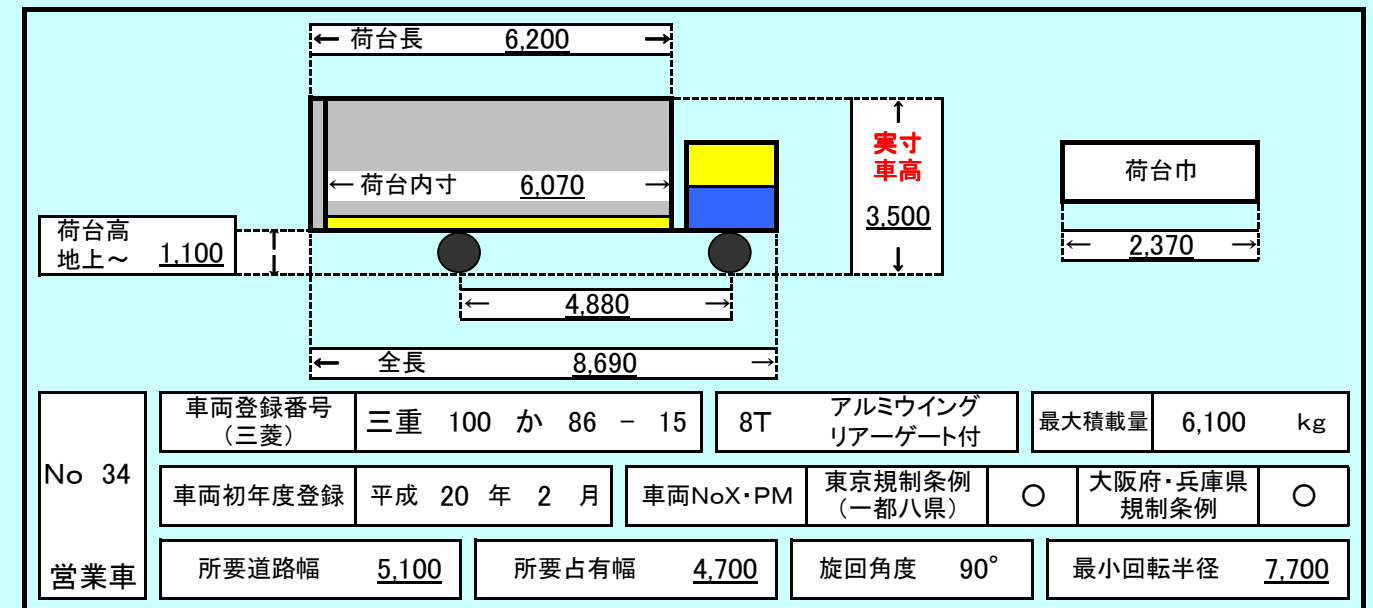 ← 荷台長 6,200 →
実寸
車高
3,500
荷台巾
← 荷台内寸 6,070 →
荷台高
地上～ 1,100
← 2,370 →
← 4,880 →
← 全長 8,690 →
No 34
営業車
車両登録番号
（三菱）
三重 100 か 86 - 15
8T
アルミウイング
リアーゲート付
最大積載量 6,100 kg
車両初年度登録 平成 20 年 2 月
車両NoX・PM
東京規制条例
（一都八県）
○
大阪府・兵庫県
規制条例
○
所要道路幅 5,100
所要占有幅 4,700
旋回角度 90°
最小回転半径 7,700